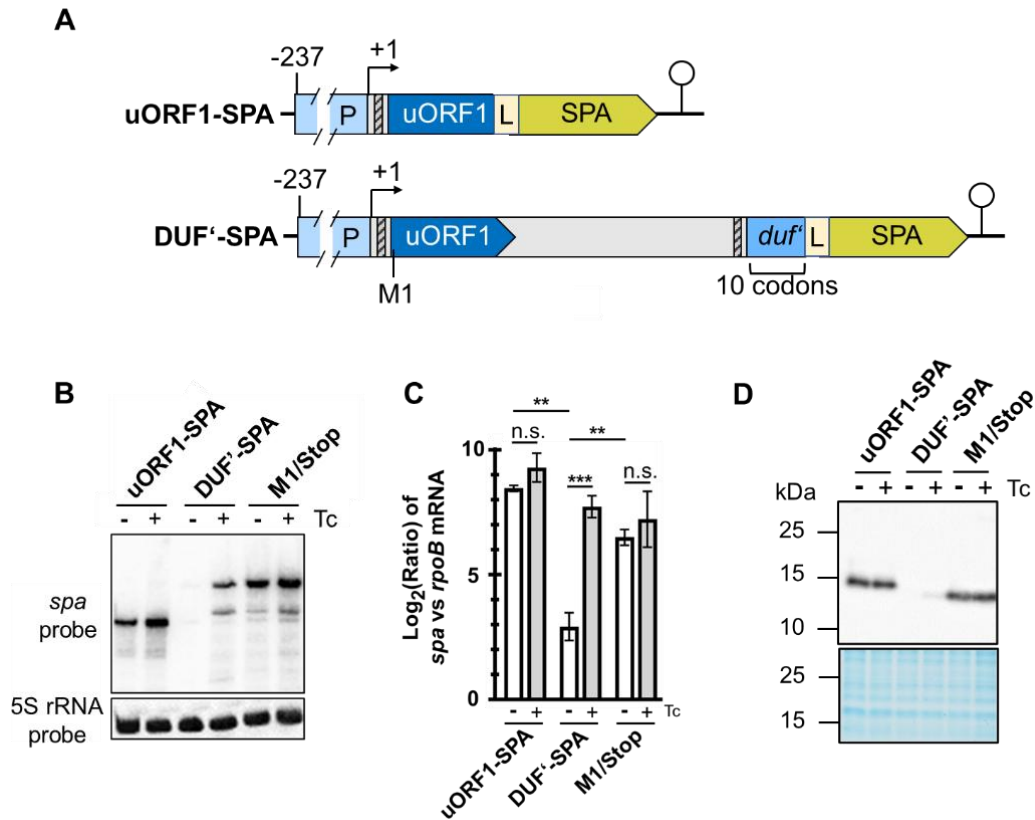 A
-237
+1
uORF1-SPA
P
uORF1
L
SPA
-237
+1
DUF‘-SPA
P
uORF1
duf‘
L
SPA
M1
10 codons
B
uORF1-SPA
DUF’-SPA
M1/Stop
- + - + - + Tc
spa
probe
5S rRNA
probe
C
Log2(Ratio) of
spa vs rpoB mRNA
10
5
0
**
n.s.
**
***
n.s.
- + - + - + Tc
uORF1-SPA
DUF‘-SPA
M1/Stop
D
uORF1-SPA
DUF’-SPA
M1/Stop
kDa
- + - + - + Tc
25
15
10
25
15